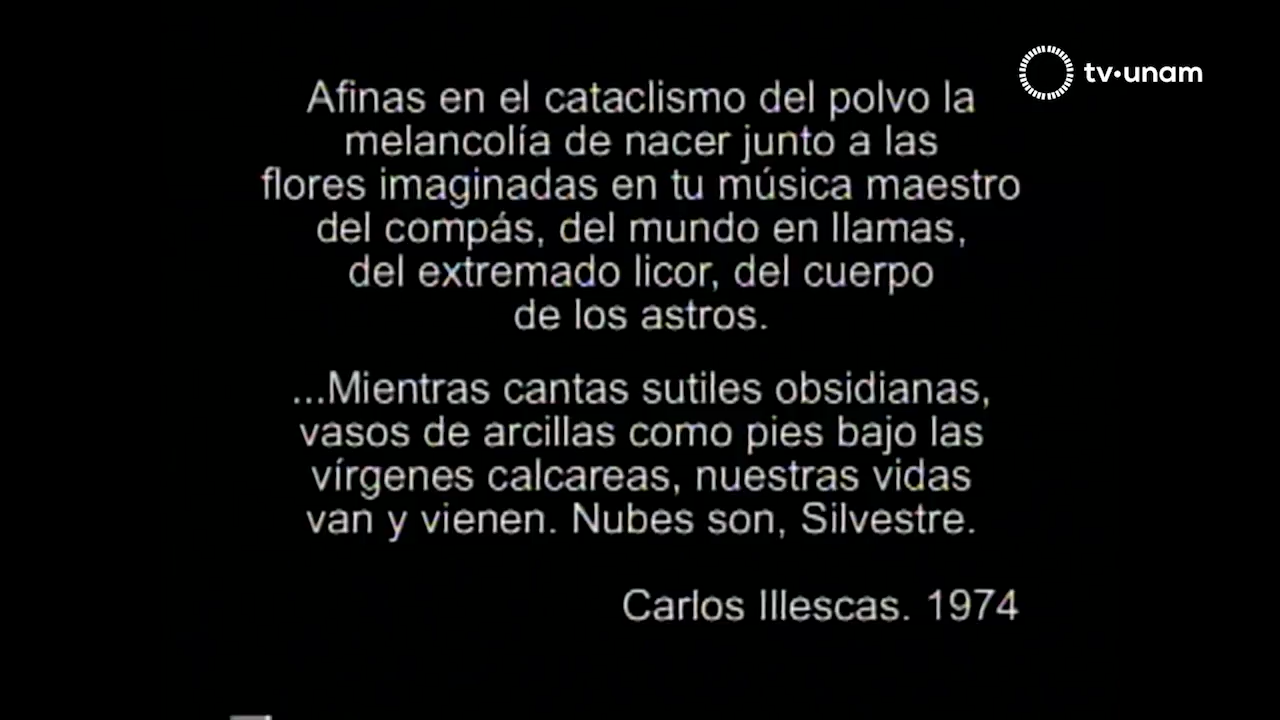 tv·unam
Afinas en el cataclismo del polvo la
melancolía de nacer junto a las
flores imaginadas en tu música maestro
del compás, del mundo en llamas,
del extremado licor, del cuerpo
de los astros.
...Mientras cantas sutiles obsidianas,
vasos de arcillas como pies bajo las
vírgenes calcareas, nuestras vidas
van y vienen. Nubes son, Silvestre.
Carlos Illescas. 1974